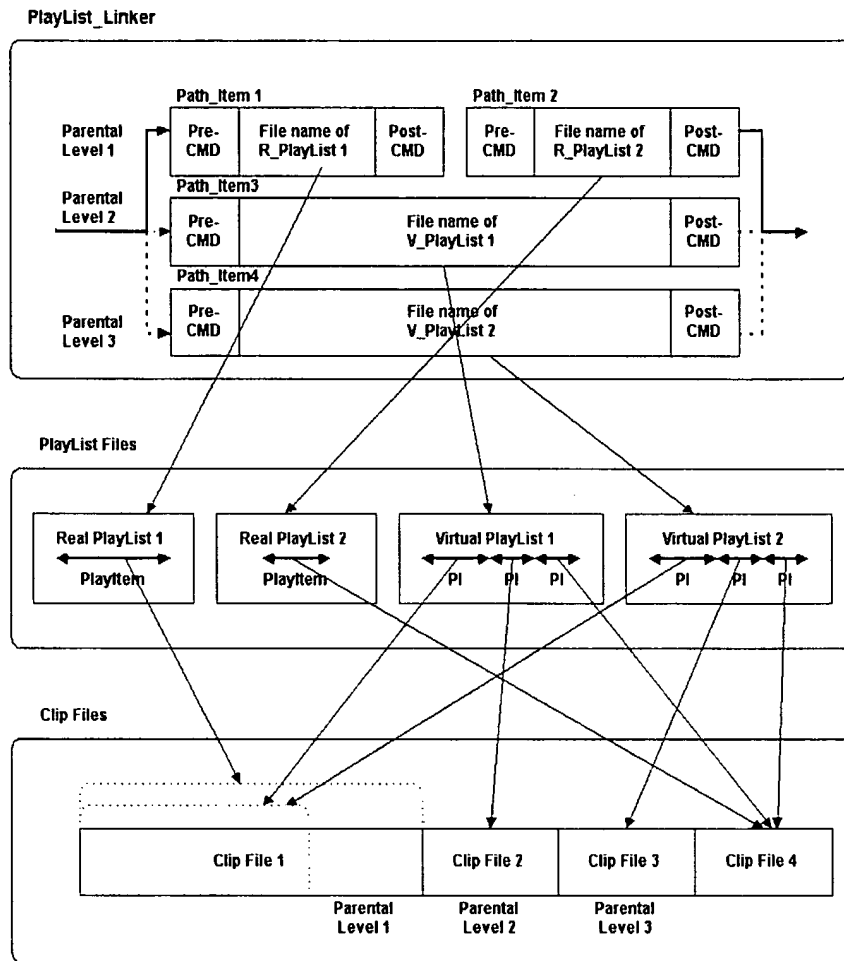 PlayList_Linker
Path_Item 1
Path_Item 2
Parental
Level 1
Pre-
CMD
File name of
R_PlayList 1
Post-
CMD
Pre-
CMD
File name of
R_PlayList 2
Post-
CMD
Path_Item3
Parental
Level 2
Pre-
CMD
File name of
V_PlayList 1
Post-
CMD
Path_Item4
Parental
Level 3
Pre-
CMD
File name of
V_PlayList 2
Post-
CMD
PlayList Files
Real PlayList 1
PlayItem
Real PlayList 2
PlayItem
Virtual PlayList 1
PI PI PI
Virtual PlayList 2
PI PI PI
Clip Files
Clip File 1
Clip File 2
Clip File 3
Clip File 4
Parental
Level 1
Parental
Level 2
Parental
Level 3